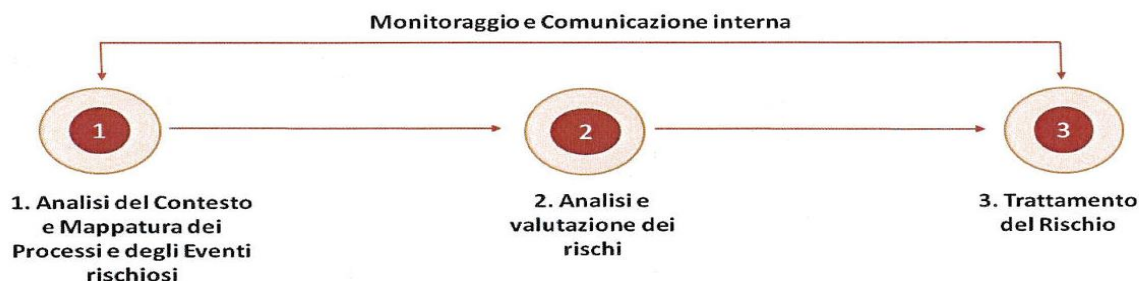 Monitoraggio e Comunicazione interna
1
2
3
1. Analisi del Contesto
e Mappatura dei
Processi e degli Eventi
rischiosi
2. Analisi e
valutazione dei
rischi
3. Trattamento
del Rischio